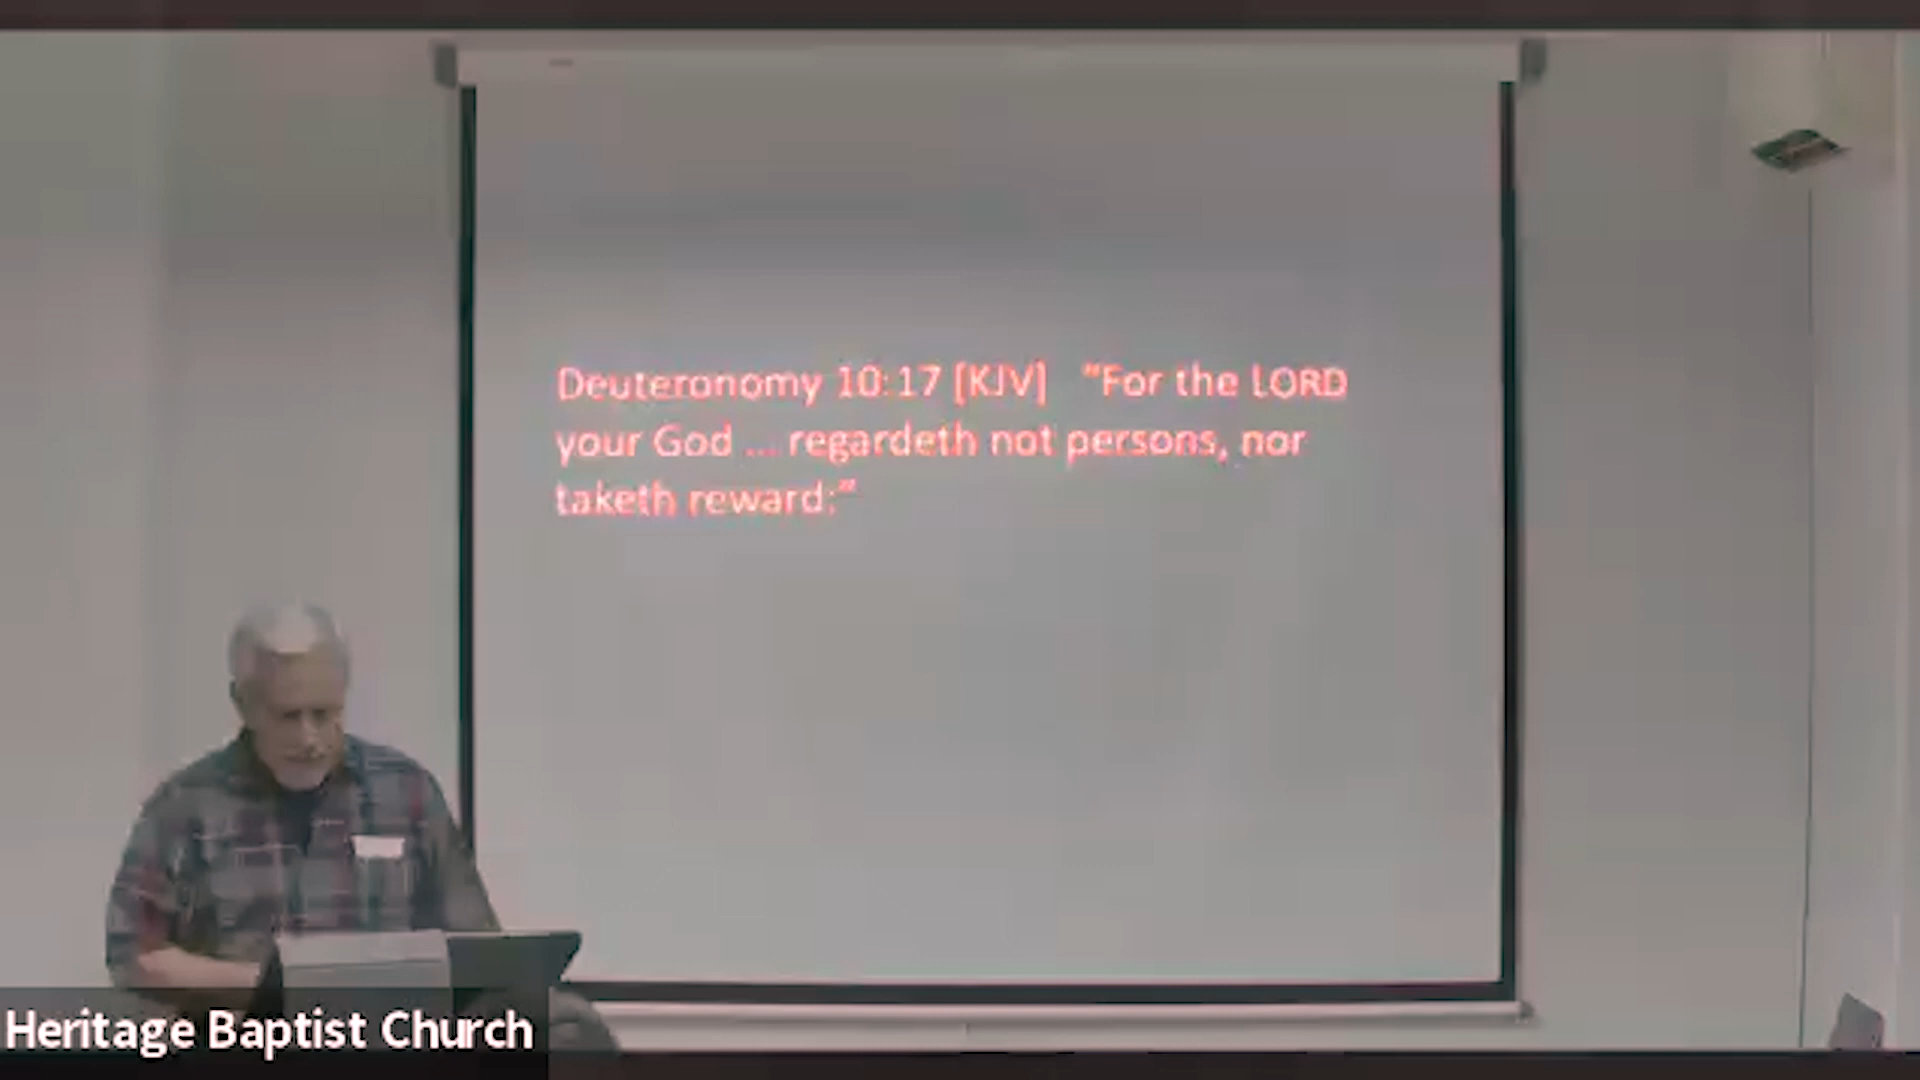 Deuteronomy 10:17 [KJV] “For the LORD
your God ... regardeth not persons, nor
taketh reward:”
Heritage Baptist Church